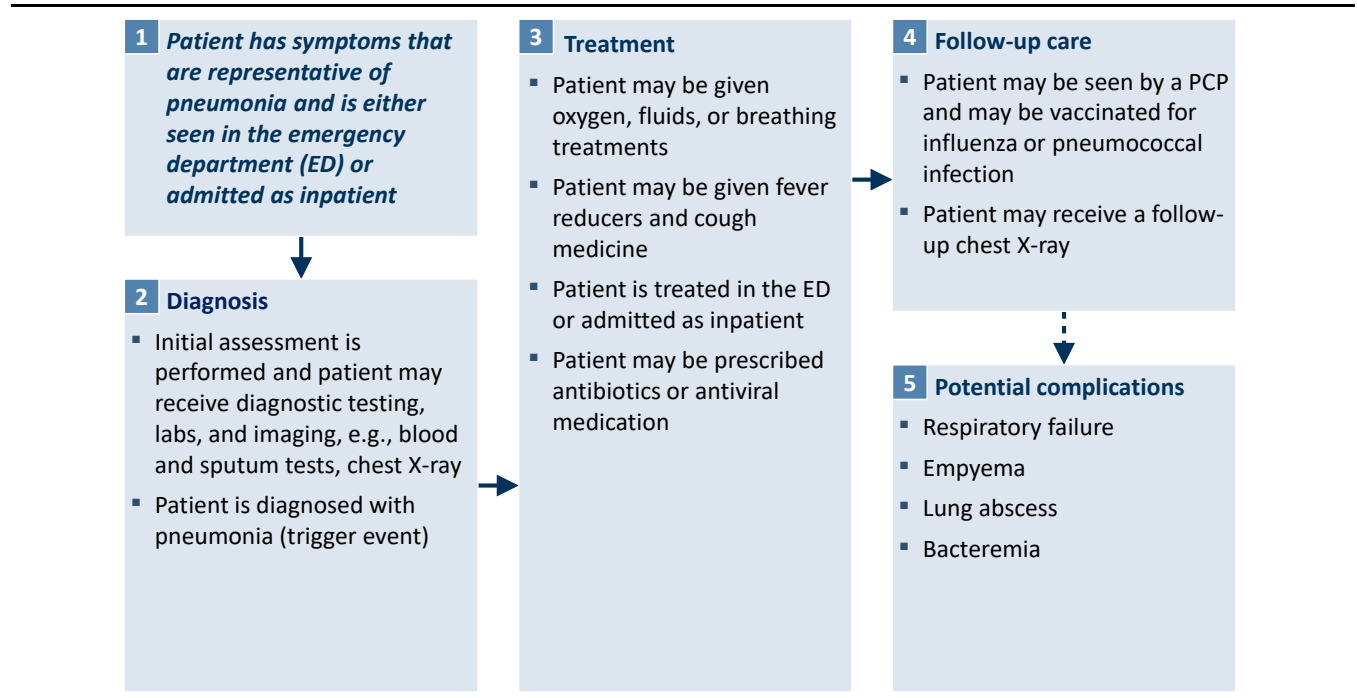 1 Patient has symptoms that
are representative of
pneumonia and is either
seen in the emergency
department (ED) or
admitted as inpatient
2 Diagnosis
▪ Initial assessment is
performed and patient may
receive diagnostic testing,
labs, and imaging, e.g., blood
and sputum tests, chest X-ray
▪ Patient is diagnosed with
pneumonia (trigger event)
3 Treatment
▪ Patient may be given
oxygen, fluids, or breathing
treatments
▪ Patient may be given fever
reducers and cough
medicine
▪ Patient is treated in the ED
or admitted as inpatient
▪ Patient may be prescribed
antibiotics or antiviral
medication
4 Follow-up care
▪ Patient may be seen by a PCP
and may be vaccinated for
influenza or pneumococcal
infection
▪ Patient may receive a follow-
up chest X-ray
5 Potential complications
▪ Respiratory failure
▪ Empyema
▪ Lung abscess
▪ Bacteremia